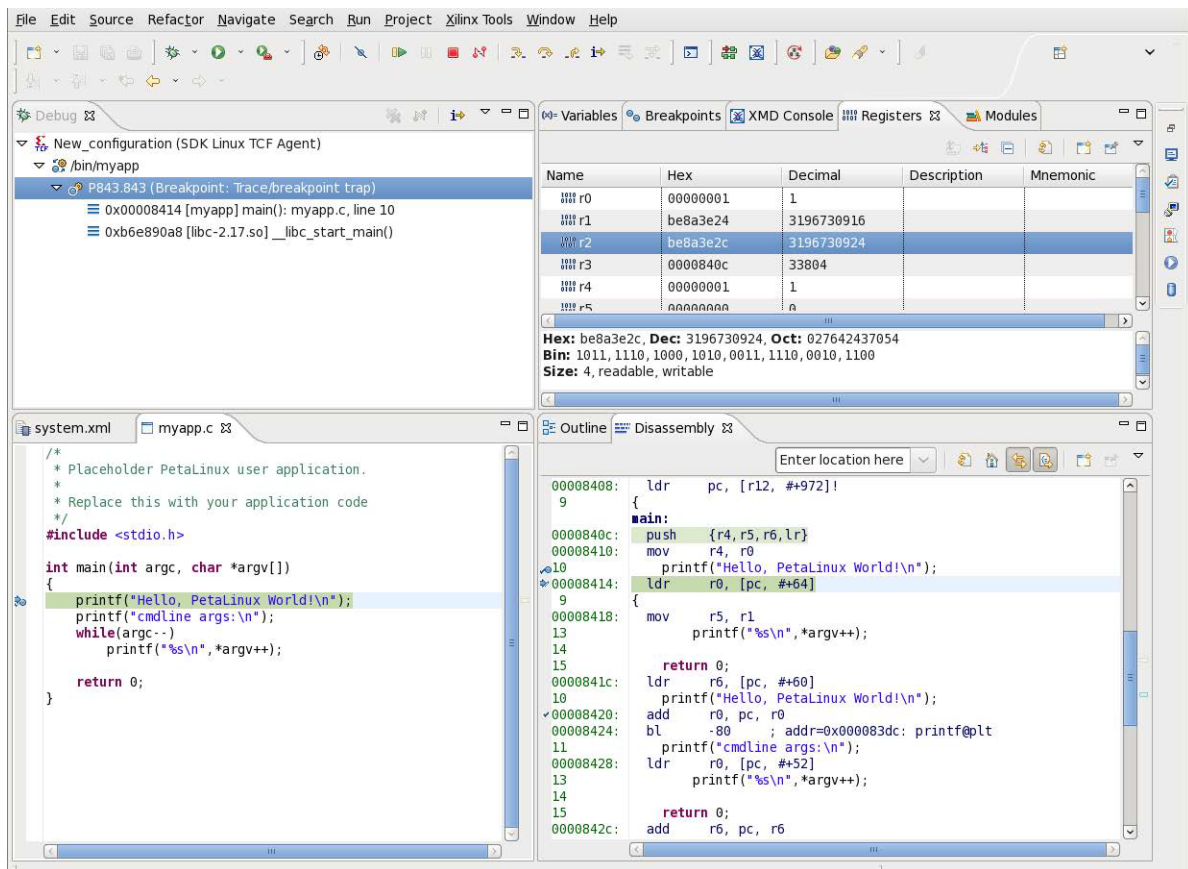 File Edit Source Refactor Navigate Search Run Project Xilinx Tools Window Help
Debug
New_configuration (SDK Linux TCF Agent)
/bin/myapp
P843.843 (Breakpoint: Trace/breakpoint trap)
0x00008414 [myapp] main(): myapp.c, line 10
0xb6e890a8 [libc-2.17.so] __libc_start_main()
(x)= Variables Breakpoints XMD Console Registers Modules
Name Hex Decimal Description Mnemonic
r0 00000001 1
r1 be8a3e24 3196730916
r2 be8a3e2c 3196730924
r3 0000840c 33804
r4 00000001 1
r5 00000000 0
Hex: be8a3e2c, Dec: 3196730924, Oct: 027642437054
Bin: 1011,1110,1000,1010,0011,1110,0010,1100
Size: 4, readable, writable
system.xml myapp.c
/*
* Placeholder PetaLinux user application.
*
* Replace this with your application code
*/
#include <stdio.h>
int main(int argc, char *argv[])
{
printf("Hello, PetaLinux World!\n");
printf("cmdline args:\n");
while(argc--)
printf("%s\n",*argv++);
return 0;
}
Outline Disassembly
Enter location here
00008408: ldr pc, [r12, #+972]!
9 {
main:
0000840c: push {r4,r5,r6,lr}
00008410: mov r4, r0
10 printf("Hello, PetaLinux World!\n");
00008414: ldr r0, [pc, #+64]
9 {
00008418: mov r5, r1
13 printf("%s\n",*argv++);
14
15 return 0;
0000841c: ldr r6, [pc, #+60]
10 printf("Hello, PetaLinux World!\n");
00008420: add r0, pc, r0
00008424: bl -80 ; addr=0x000083dc: printf@plt
11 printf("cmdline args:\n");
00008428: ldr r0, [pc, #+52]
13 printf("%s\n",*argv++);
14
15 return 0;
0000842c: add r6, pc, r6